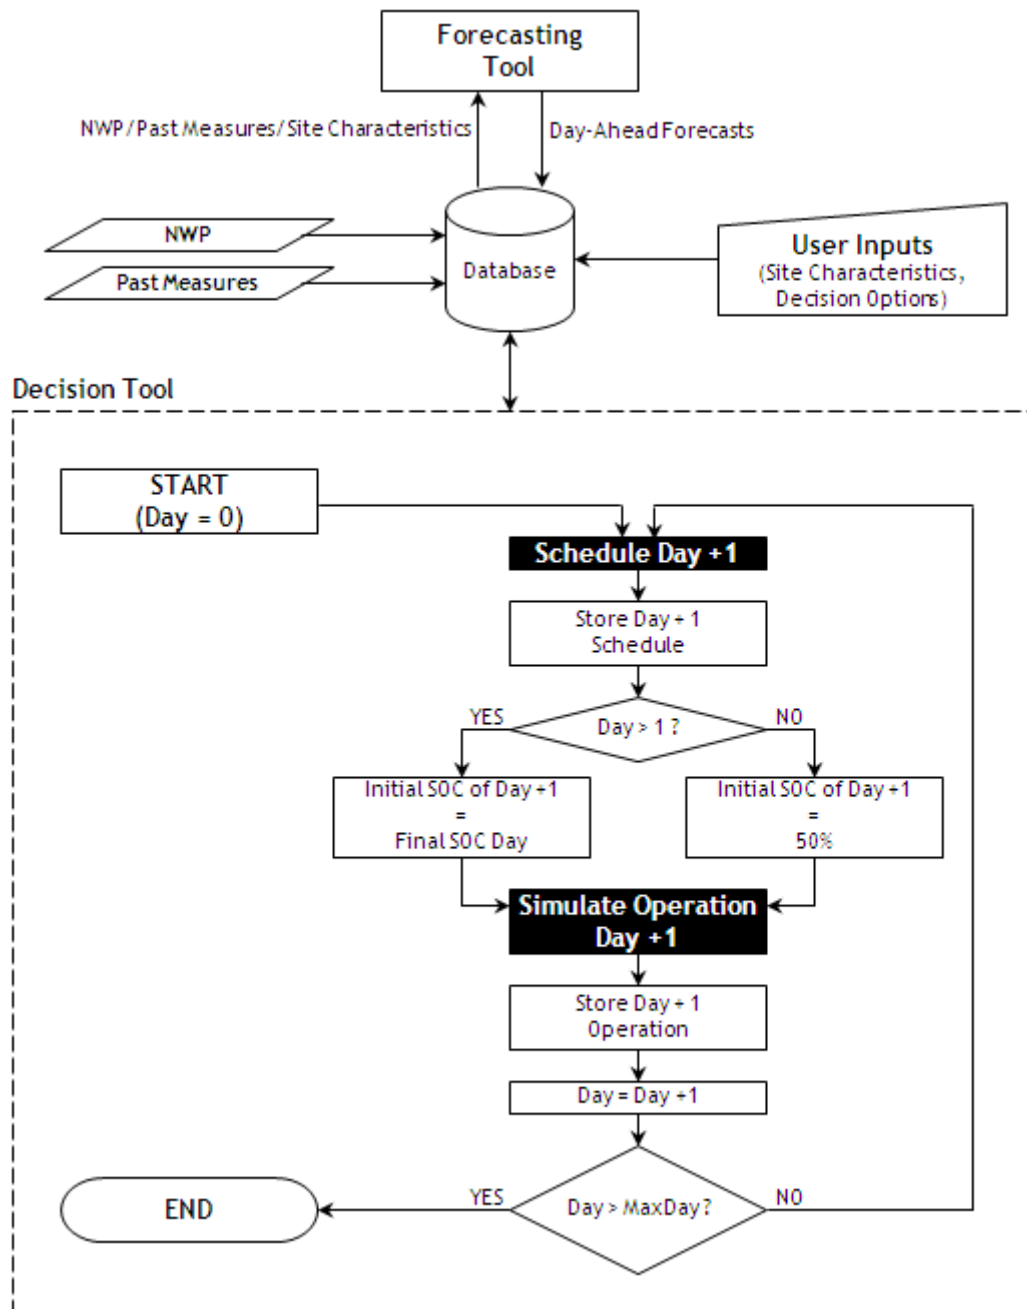 Forecasting
Tool
NWP/Past Measures/Site Characteristics
Day-Ahead Forecasts
NWP
Past Measures
Database
User Inputs
(Site Characteristics,
Decision Options)
Decision Tool
START
(Day = 0)
Schedule Day +1
Store Day + 1
Schedule
YES
Day > 1 ?
NO
Initial SOC of Day +1
=
Final SOC Day
Initial SOC of Day +1
=
50%
Simulate Operation
Day +1
Store Day + 1
Operation
Day = Day +1
END
YES
Day > MaxDay?
NO